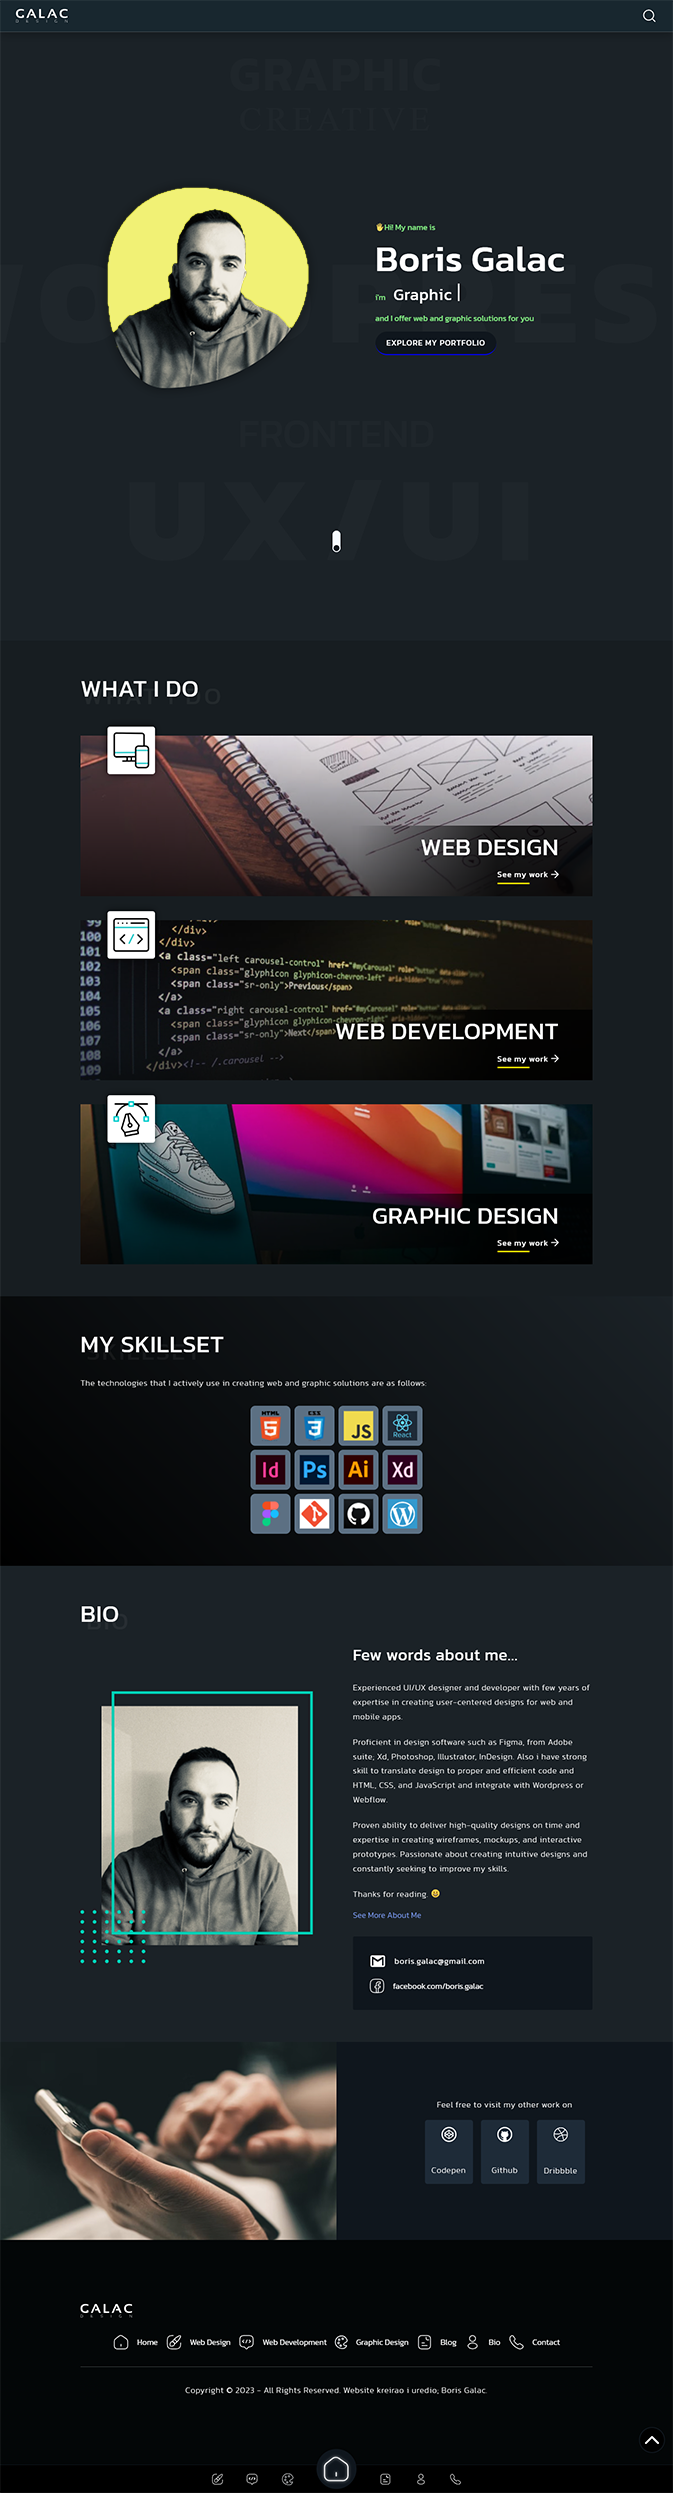 GALAC
DESIGN
GRAPHIC
CREATIVE
👋Hi! My name is
Boris Galac
I'm Graphic
and I offer web and graphic solutions for you
EXPLORE MY PORTFOLIO
FRONTEND
UX/UI
WHAT I DO
WHAT I DO
WEB DESIGN
See my work
99
100
101
102
103
104
105
106
107
108
109
</div>
</div>
<a class="left carousel-control" href="#myCarousel" role="button"
<span class="glyphicon glyphicon-chevron-left" aria-hidden="true"></span>
<span class="sr-only">Previous</span>
</a>
<a class="right carousel-control" href="#myCarousel" role="button"
<span class="glyphicon glyphicon-chevron-right"
<span class="sr-only">Next</span>
</a>
</div><!-- /.carousel -->
WEB DEVELOPMENT
See my work
GRAPHIC DESIGN
See my work
MY SKILLSET
SKILLSET
The technologies that I actively use in creating web and graphic solutions are as follows:
HTML 5 CSS 3 JS React
Id Ps Ai Xd
BIO
BIO
Few words about me...
Experienced UI/UX designer and developer with few years of
expertise in creating user-centered designs for web and
mobile apps.
Proficient in design software such as Figma, from Adobe
suite; Xd, Photoshop, Illustrator, InDesign. Also i have strong
skill to translate design to proper and efficient code and
HTML, CSS, and JavaScript and integrate with Wordpress or
Webflow.
Proven ability to deliver high-quality designs on time and
expertise in creating wireframes, mockups, and interactive
prototypes. Passionate about creating intuitive designs and
constantly seeking to improve my skills.
Thanks for reading 😃
See More About Me
boris.galac@gmail.com
facebook.com/boris.galac
Feel free to visit my other work on
Codepen Github Dribbble
GALAC
DESIGN
Home Web Design Web Development Graphic Design Blog Bio Contact
Copyright © 2023 - All Rights Reserved. Website kreirao i uredio; Boris Galac.